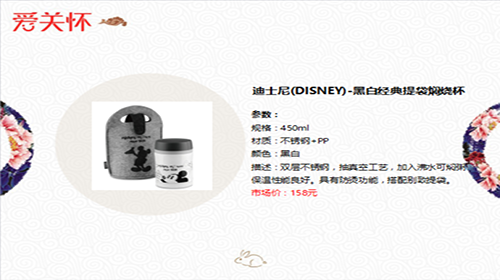 爱关怀
迪士尼(DISNEY)-黑白经典提袋焖烧杯
参数：
规格：450ml
材质：不锈钢+PP
颜色：黑白
描述：双层不锈钢，抽真空工艺，加入沸水可焖粥
保温性能良好。具有防烫功能，搭配别致提袋。
市场价：158元